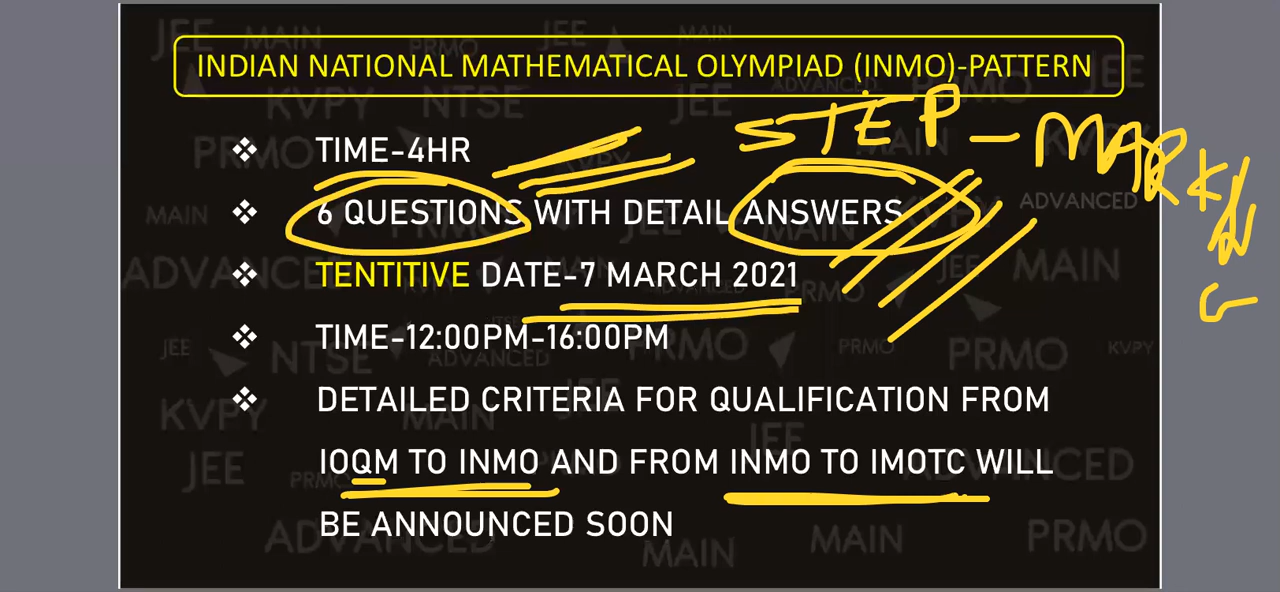 INDIAN NATIONAL MATHEMATICAL OLYMPIAD (INMO)-PATTERN
STEP - MARKING
❖ TIME-4HR
❖ 6 QUESTIONS WITH DETAIL ANSWERS
❖ TENTITIVE DATE-7 MARCH 2021
❖ TIME-12:00PM-16:00PM
❖ DETAILED CRITERIA FOR QUALIFICATION FROM
IOQM TO INMO AND FROM INMO TO IMOTC WILL
BE ANNOUNCED SOON